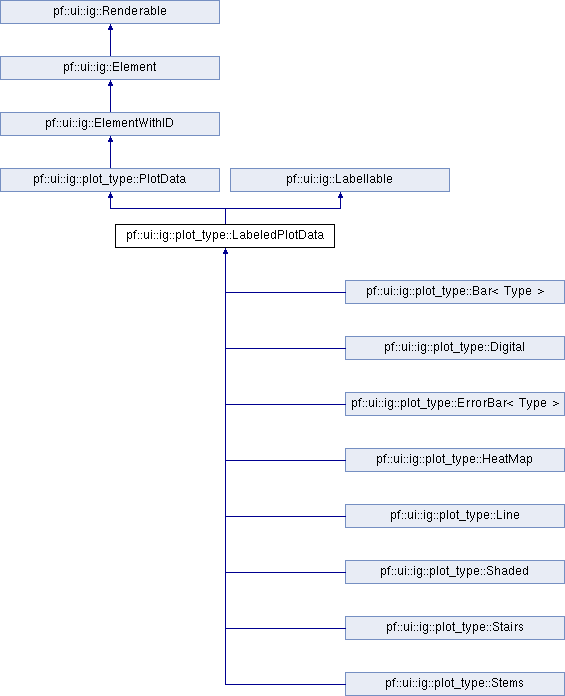 pf::ui::ig::Renderable
pf::ui::ig::Element
pf::ui::ig::ElementWithID
pf::ui::ig::plot_type::PlotData
pf::ui::ig::Labellable
pf::ui::ig::plot_type::LabeledPlotData
pf::ui::ig::plot_type::Bar< Type >
pf::ui::ig::plot_type::Digital
pf::ui::ig::plot_type::ErrorBar< Type >
pf::ui::ig::plot_type::HeatMap
pf::ui::ig::plot_type::Line
pf::ui::ig::plot_type::Shaded
pf::ui::ig::plot_type::Stairs
pf::ui::ig::plot_type::Stems